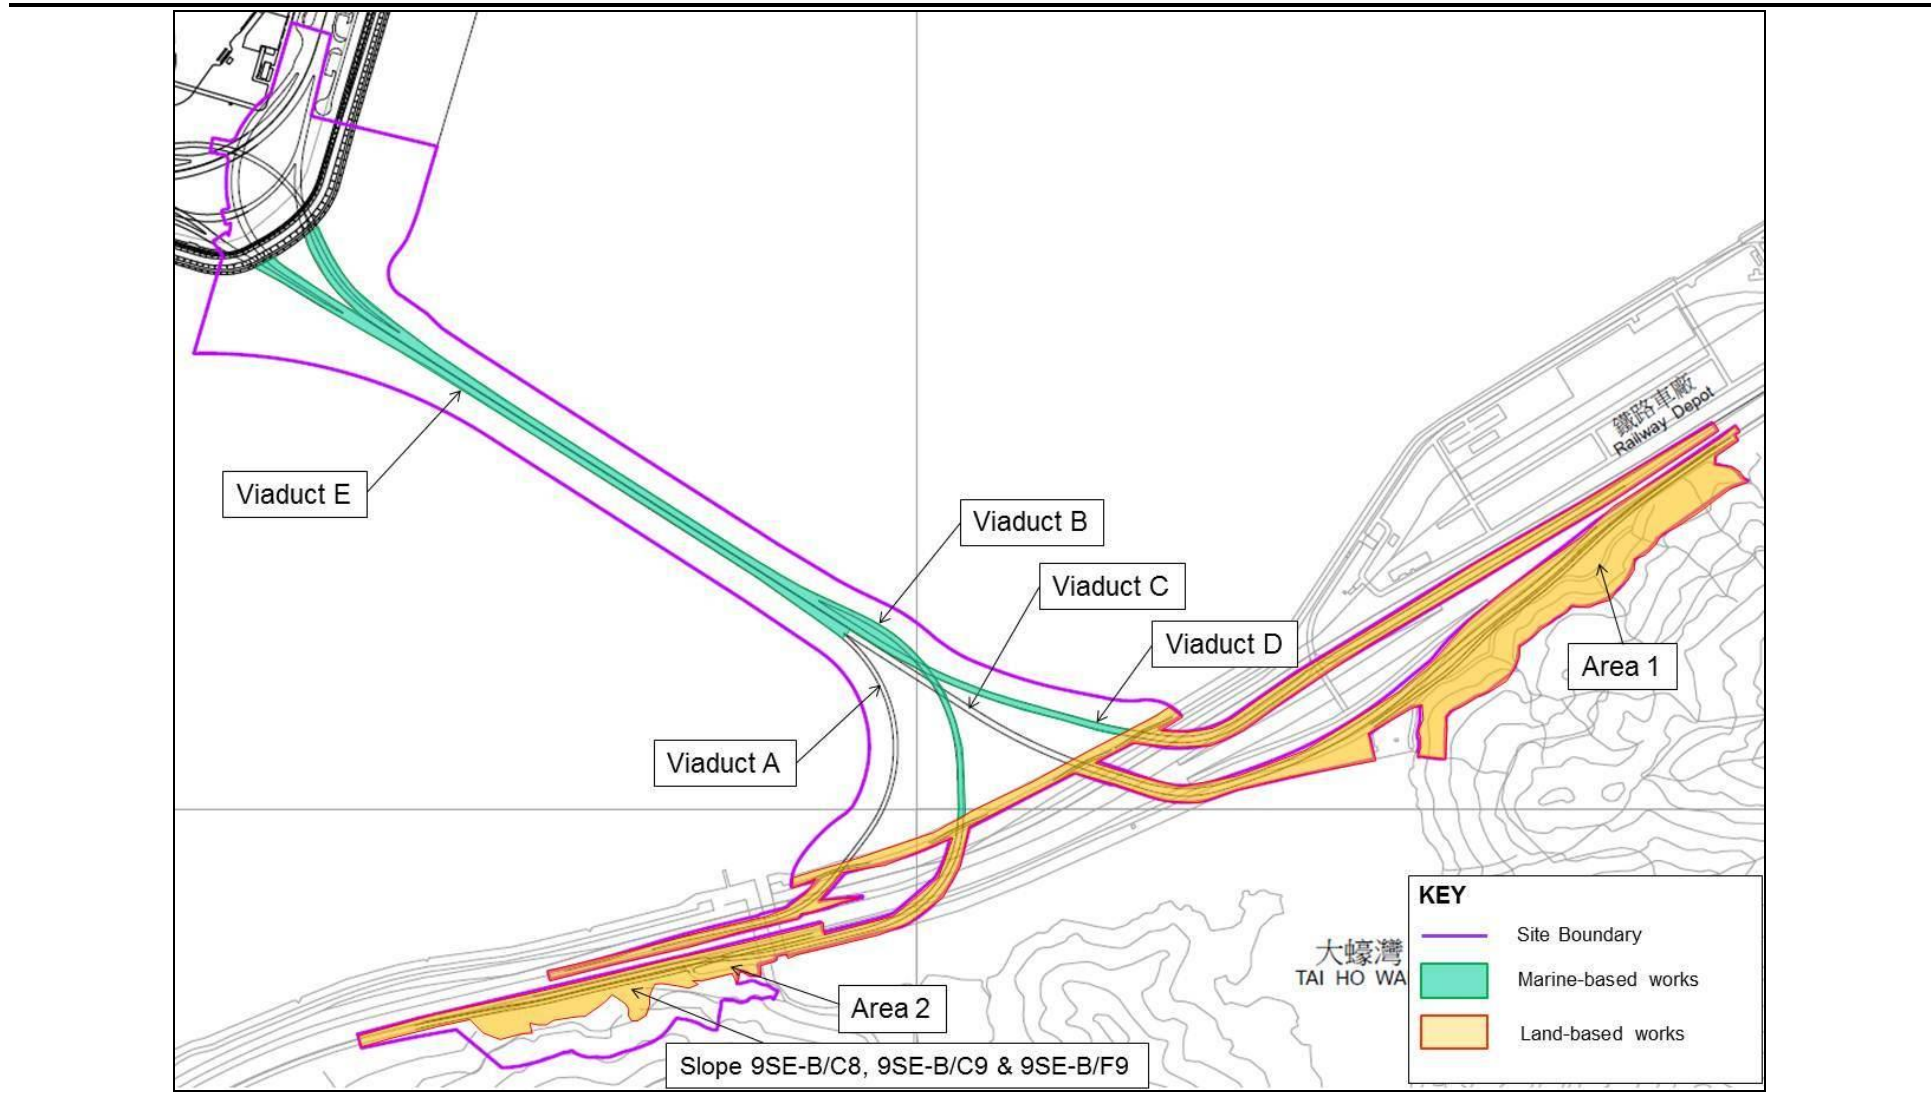 鐵路車廠
Railway Depot
Viaduct E
Viaduct B
Viaduct C
Viaduct D
Area 1
Viaduct A
大蠔灣
TAI HO WA
Area 2
Slope 9SE-B/C8, 9SE-B/C9 & 9SE-B/F9
KEY
Site Boundary
Marine-based works
Land-based works